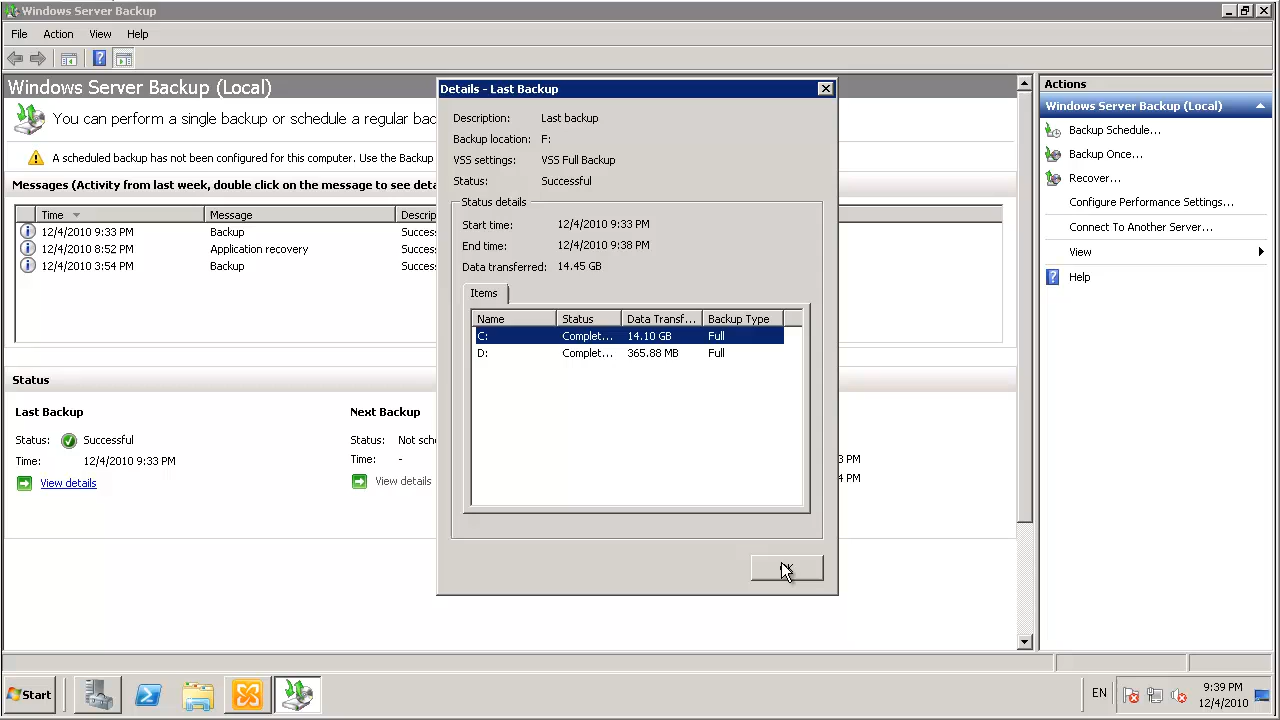 Windows Server Backup
File Action View Help
Windows Server Backup (Local)
You can perform a single backup or schedule a regular bac
A scheduled backup has not been configured for this computer. Use the Backup
Messages (Activity from last week, double click on the message to see deta
Time Message Descrip
12/4/2010 9:33 PM Backup Succes
12/4/2010 8:52 PM Application recovery Succes
12/4/2010 3:54 PM Backup Succes
Status
Last Backup
Status: Successful
Time: 12/4/2010 9:33 PM
View details
Next Backup
Status: Not sch
Time: -
View details
3 PM
4 PM
Details - Last Backup
Description: Last backup
Backup location: F:
VSS settings: VSS Full Backup
Status: Successful
Status details
Start time: 12/4/2010 9:33 PM
End time: 12/4/2010 9:38 PM
Data transferred: 14.45 GB
Items
Name Status Data Transf... Backup Type
C: Complet... 14.10 GB Full
D: Complet... 365.88 MB Full
Actions
Windows Server Backup (Local)
Backup Schedule...
Backup Once...
Recover...
Configure Performance Settings...
Connect To Another Server...
View
Help
Start
EN
9:39 PM
12/4/2010